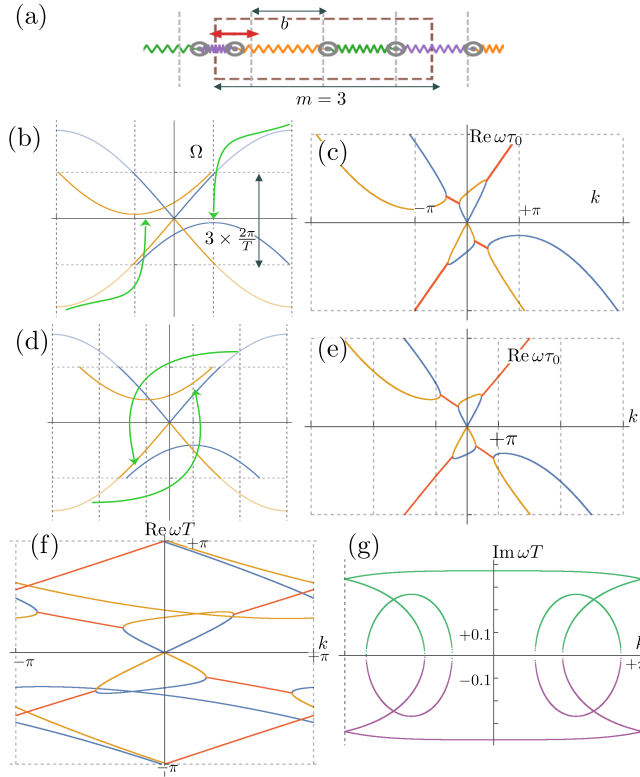 (a)
b
m = 3
(b)
Ω
3 × 2π/T
(c)
Re ωτ₀
−π
+π
k
(d)
(e)
Re ωτ₀
+π
k
(f)
Re ωT
+π
k
−π
+π
−π
(g)
Im ωT
+0.1
−0.1
k
+π